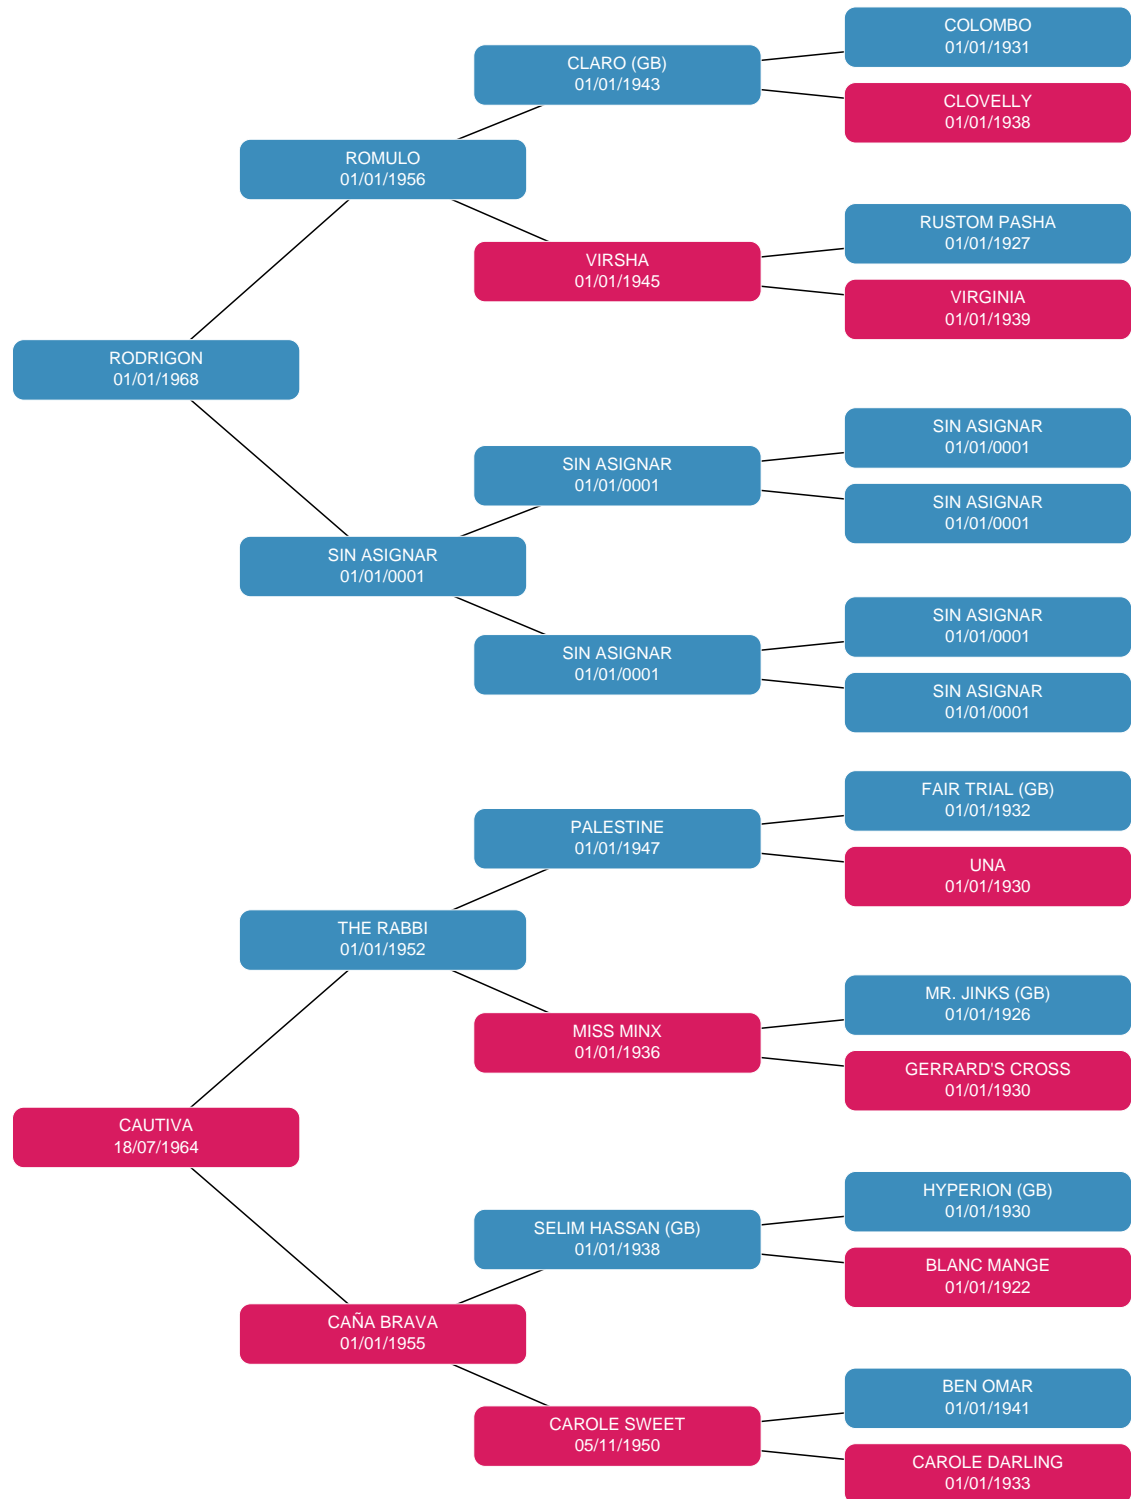 COLOMBO
01/01/1931
CLARO (GB)
01/01/1943
CLOVELLY
01/01/1938
ROMULO
01/01/1956
RUSTOM PASHA
01/01/1927
VIRSHA
01/01/1945
VIRGINIA
01/01/1939
RODRIGON
01/01/1968
SIN ASIGNAR
01/01/0001
SIN ASIGNAR
01/01/0001
SIN ASIGNAR
01/01/0001
SIN ASIGNAR
01/01/0001
SIN ASIGNAR
01/01/0001
SIN ASIGNAR
01/01/0001
SIN ASIGNAR
01/01/0001
FAIR TRIAL (GB)
01/01/1932
PALESTINE
01/01/1947
UNA
01/01/1930
THE RABBI
01/01/1952
MR. JINKS (GB)
01/01/1926
MISS MINX
01/01/1936
GERRARD'S CROSS
01/01/1930
CAUTIVA
18/07/1964
HYPERION (GB)
01/01/1930
SELIM HASSAN (GB)
01/01/1938
BLANC MANGE
01/01/1922
CAÑA BRAVA
01/01/1955
BEN OMAR
01/01/1941
CAROLE SWEET
05/11/1950
CAROLE DARLING
01/01/1933